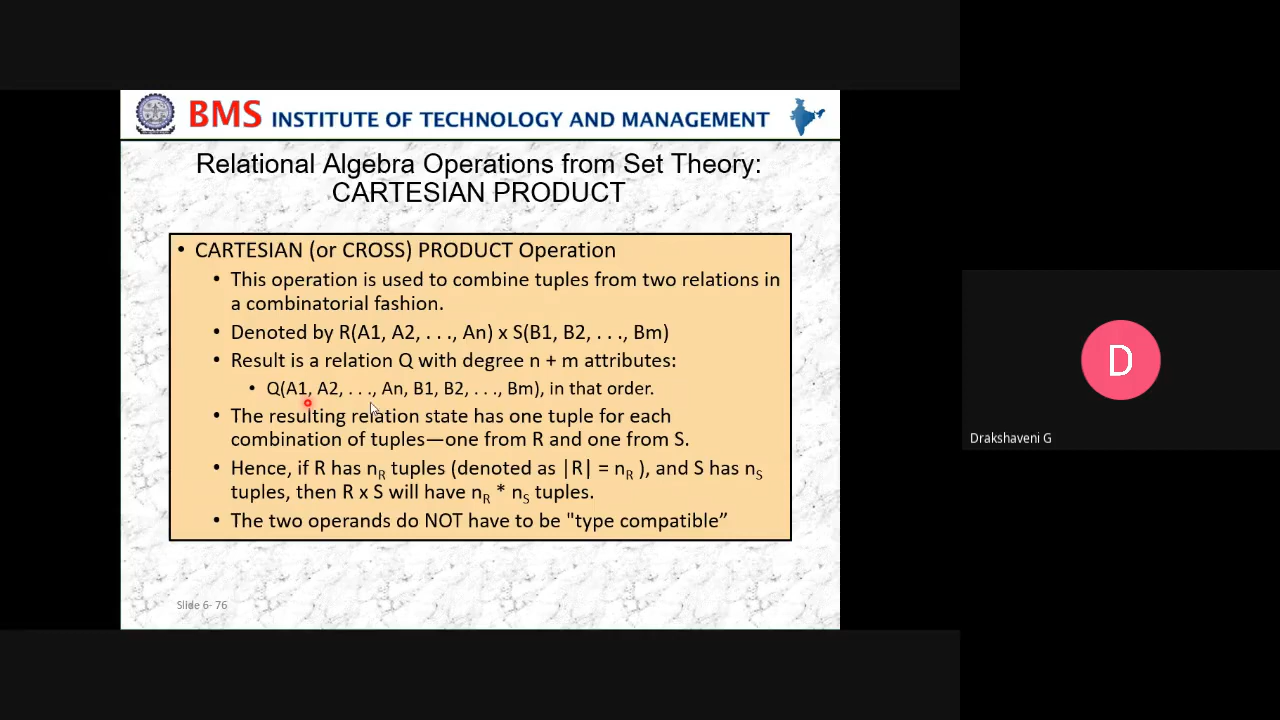 BMS INSTITUTE OF TECHNOLOGY AND MANAGEMENT
Relational Algebra Operations from Set Theory:
CARTESIAN PRODUCT
• CARTESIAN (or CROSS) PRODUCT Operation
• This operation is used to combine tuples from two relations in
a combinatorial fashion.
• Denoted by R(A1, A2, . . ., An) x S(B1, B2, . . ., Bm)
• Result is a relation Q with degree n + m attributes:
• Q(A1, A2, . . ., An, B1, B2, . . ., Bm), in that order.
• The resulting relation state has one tuple for each
combination of tuples—one from R and one from S.
• Hence, if R has nR tuples (denoted as |R| = nR ), and S has nS
tuples, then R x S will have nR * nS tuples.
• The two operands do NOT have to be "type compatible”
Slide 6- 76
D
Drakshaveni G